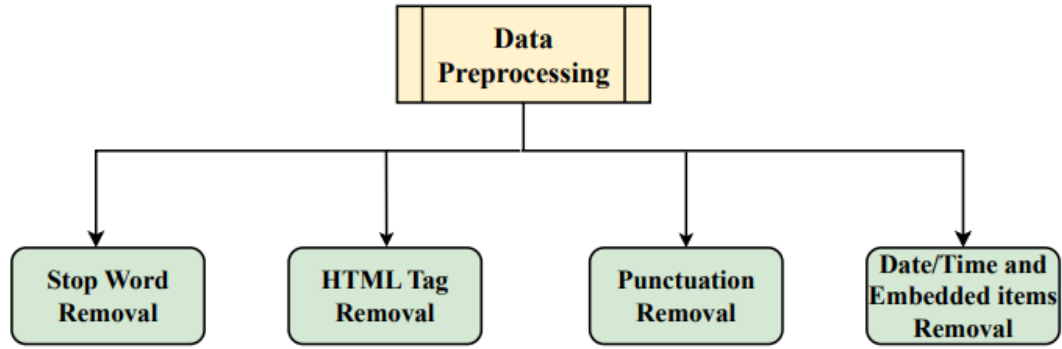 Data
Preprocessing
Stop Word
Removal
HTML Tag
Removal
Punctuation
Removal
Date/Time and
Embedded items
Removal